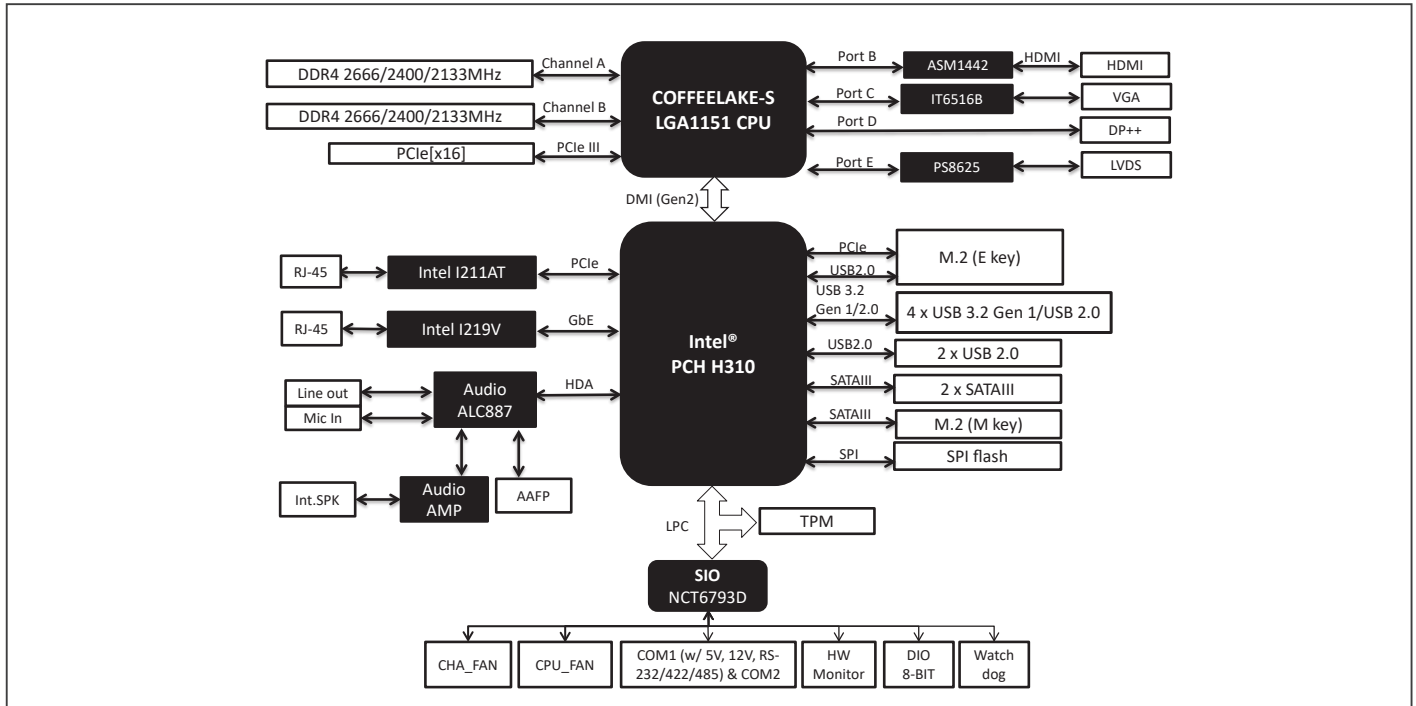 DDR4 2666/2400/2133MHz
Channel A
DDR4 2666/2400/2133MHz
Channel B
PCIe[x16]
PCIe III
COFFEELAKE-S
LGA1151 CPU
Port B
ASM1442
HDMI
HDMI
Port C
IT6516B
VGA
Port D
DP++
Port E
PS8625
LVDS
DMI (Gen2)
RJ-45
Intel I211AT
PCIe
RJ-45
Intel I219V
GbE
Line out
Mic In
Audio
ALC887
HDA
Int.SPK
Audio
AMP
AAFP
Intel®
PCH H310
PCIe
USB2.0
M.2 (E key)
USB 3.2
Gen 1/2.0
4 x USB 3.2 Gen 1/USB 2.0
USB2.0
2 x USB 2.0
SATAIII
2 x SATAIII
SATAIII
M.2 (M key)
SPI
SPI flash
LPC
TPM
SIO
NCT6793D
CHA_FAN
CPU_FAN
COM1 (w/ 5V, 12V, RS-
232/422/485) & COM2
HW
Monitor
DIO
8-BIT
Watch
dog